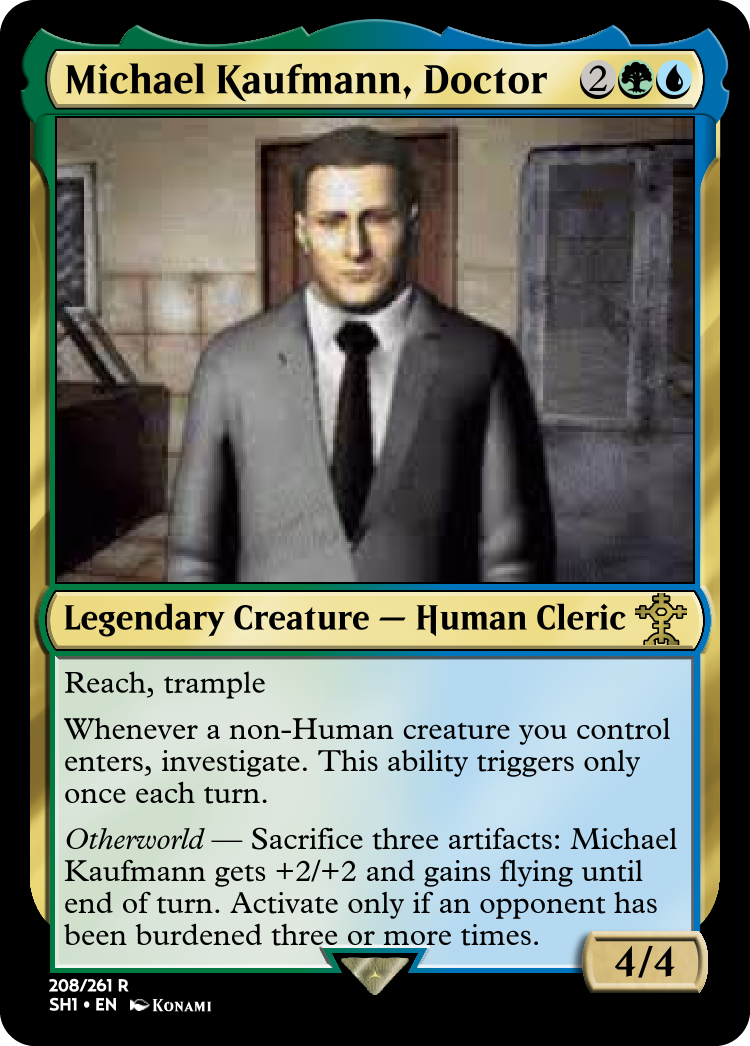 Michael Kaufmann, Doctor 2
Legendary Creature — Human Cleric
Reach, trample
Whenever a non-Human creature you control
enters, investigate. This ability triggers only
once each turn.
Otherworld — Sacrifice three artifacts: Michael
Kaufmann gets +2/+2 and gains flying until
end of turn. Activate only if an opponent has
been burdened three or more times.
4/4
208/261 R
SH1 • EN KONAMI